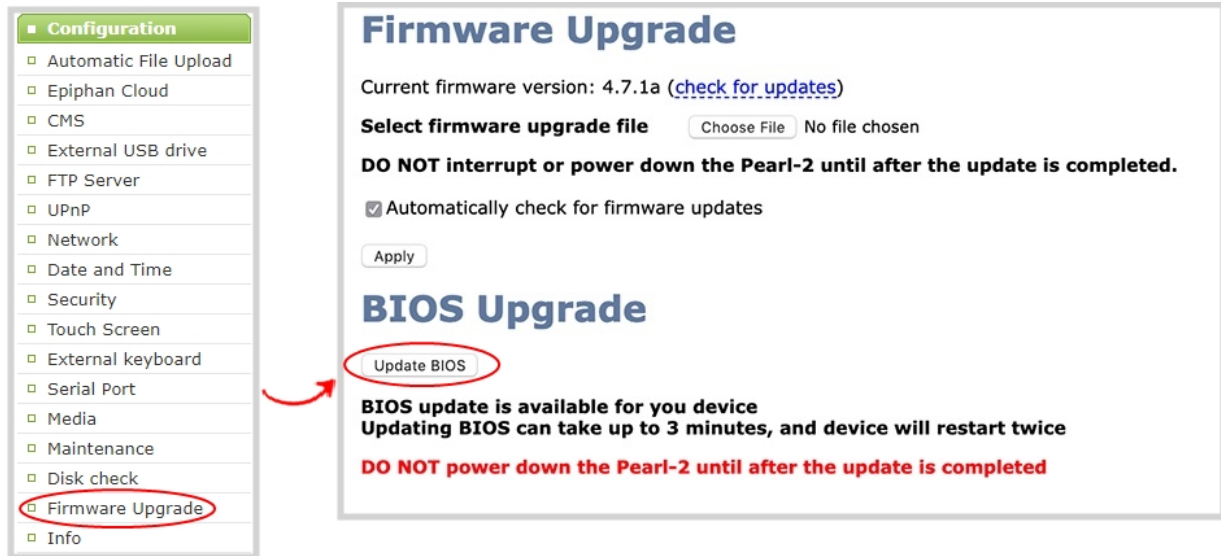 Configuration
Automatic File Upload
Epiphan Cloud
CMS
External USB drive
FTP Server
UPnP
Network
Date and Time
Security
Touch Screen
External keyboard
Serial Port
Media
Maintenance
Disk check
Firmware Upgrade
Info
Firmware Upgrade
Current firmware version: 4.7.1a (check for updates)
Select firmware upgrade file Choose File No file chosen
DO NOT interrupt or power down the Pearl-2 until after the update is completed.
Automatically check for firmware updates
Apply
BIOS Upgrade
Update BIOS
BIOS update is available for you device
Updating BIOS can take up to 3 minutes, and device will restart twice
DO NOT power down the Pearl-2 until after the update is completed